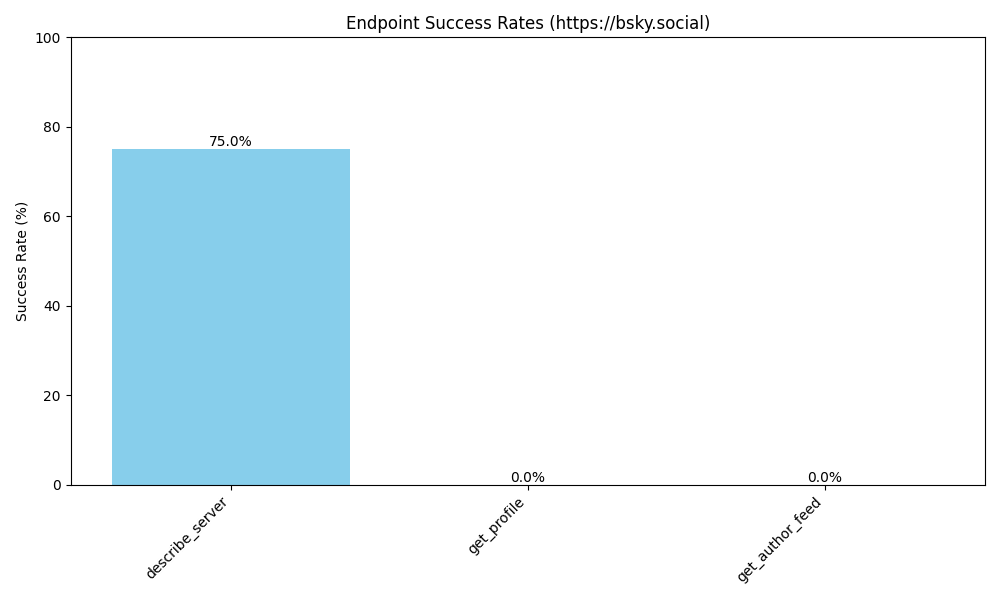 Endpoint Success Rates (https://bsky.social)
100
80
60
40
20
0
Success Rate (%)
75.0%
0.0%
0.0%
describe_server
get_profile
get_author_feed